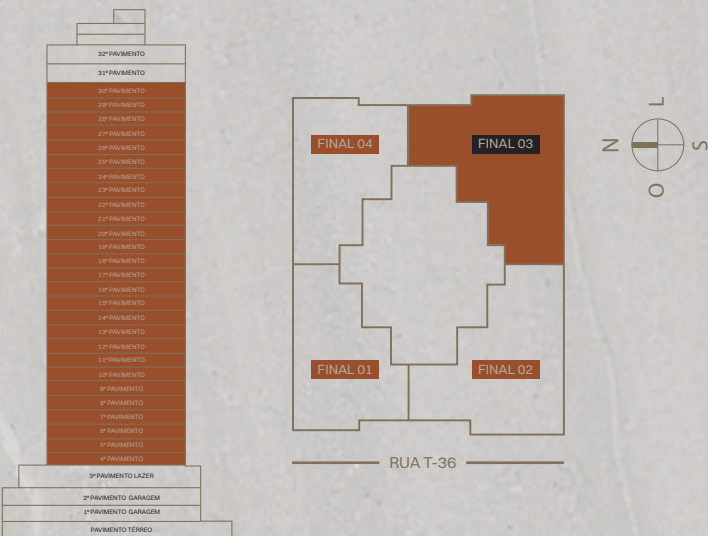 32º PAVIMENTO
31º PAVIMENTO
30º PAVIMENTO
29º PAVIMENTO
28º PAVIMENTO
27º PAVIMENTO
26º PAVIMENTO
25º PAVIMENTO
24º PAVIMENTO
23º PAVIMENTO
22º PAVIMENTO
21º PAVIMENTO
20º PAVIMENTO
19º PAVIMENTO
18º PAVIMENTO
17º PAVIMENTO
16º PAVIMENTO
15º PAVIMENTO
14º PAVIMENTO
13º PAVIMENTO
12º PAVIMENTO
11º PAVIMENTO
10º PAVIMENTO
9º PAVIMENTO
8º PAVIMENTO
7º PAVIMENTO
6º PAVIMENTO
5º PAVIMENTO
4º PAVIMENTO
3º PAVIMENTO LAZER
2º PAVIMENTO GARAGEM
1º PAVIMENTO GARAGEM
PAVIMENTO TÉRREO
FINAL 04
FINAL 03
FINAL 01
FINAL 02
RUA T-36
L
N
S
O